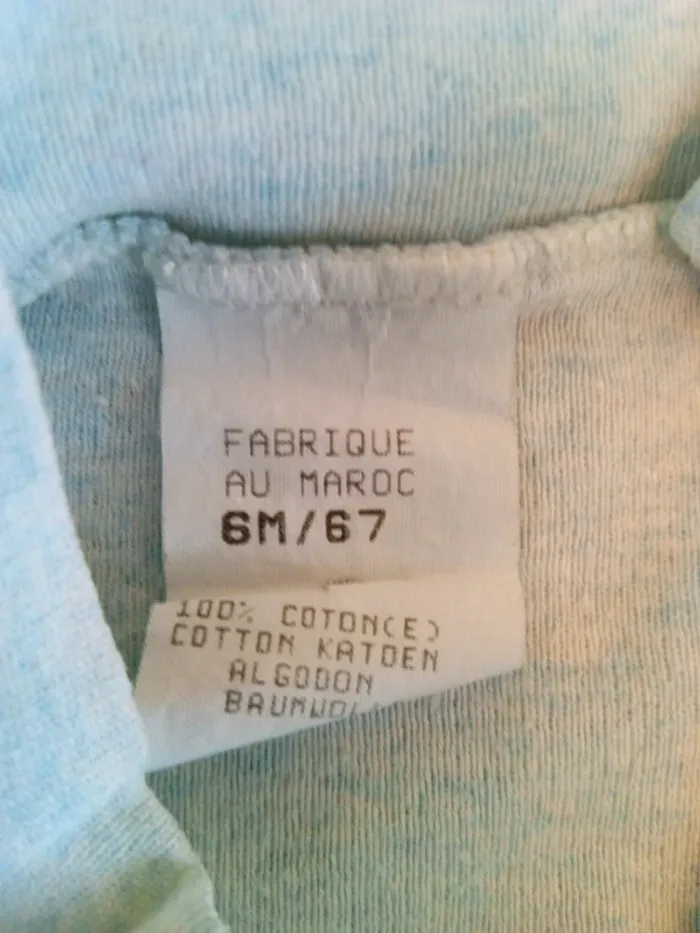 FABRIQUE
AU MAROC
6M/67
100% COTON(E)
COTTON KATOEN
ALGODON